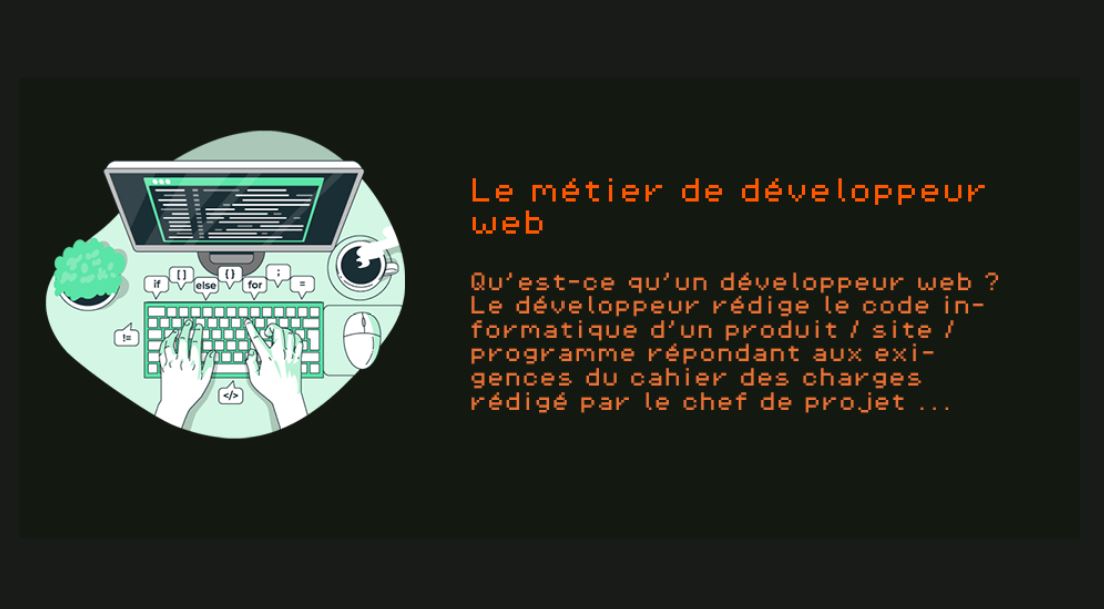 [ ]
{ }
;
if
else
for
=
!=
</>
Le métier de développeur
web
Qu'est-ce qu'un développeur web ?
Le développeur rédige le code in-
formatique d'un produit / site /
programme répondant aux exi-
gences du cahier des charges
rédigé par le chef de projet ...